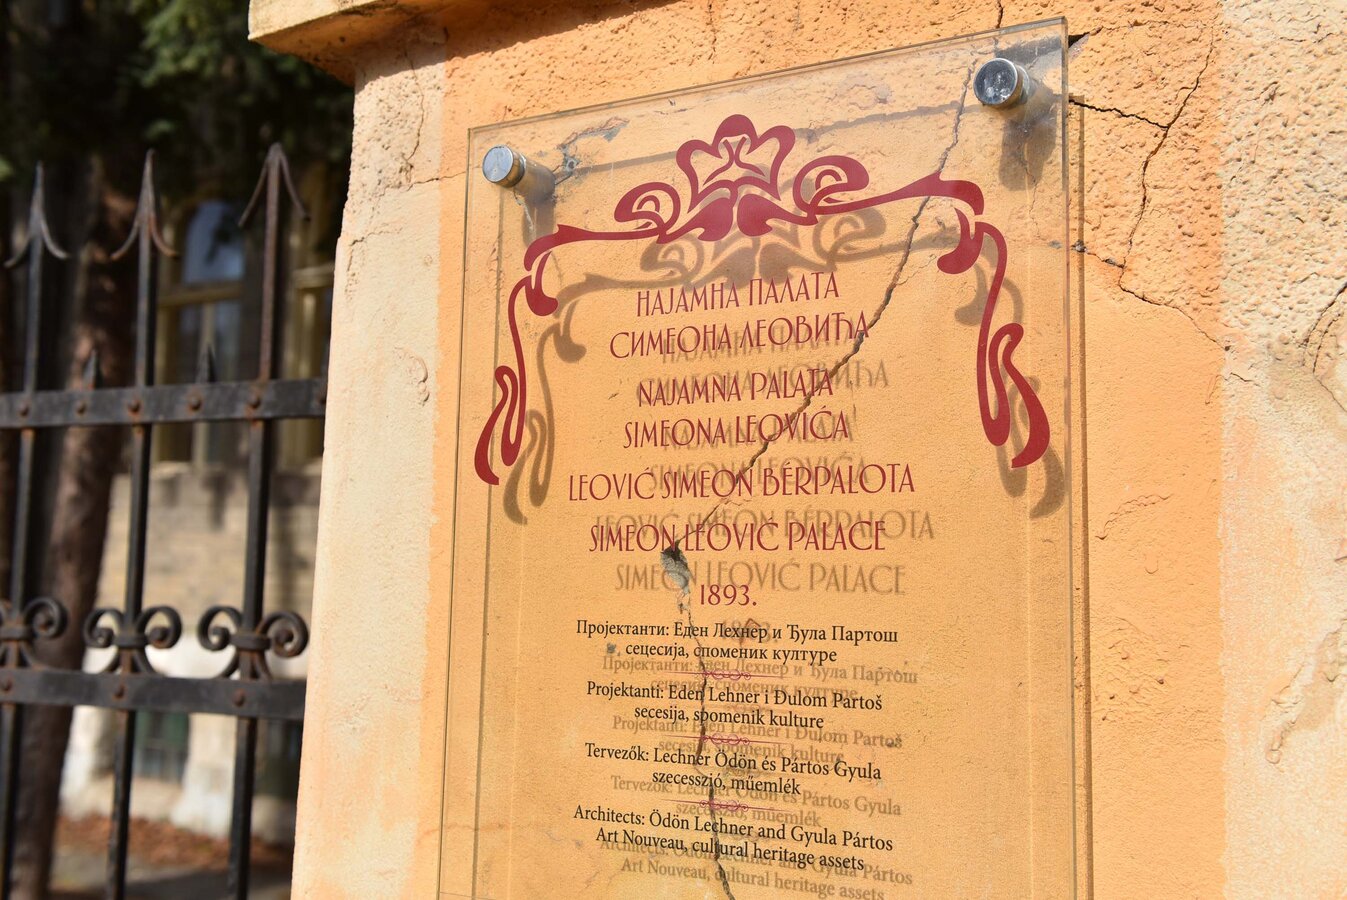 НАЈАМНА ПАЛАТА
СИМЕОНА ЛЕОВИЋА
NAJAMNA PALATA
SIMEONA LEOVIĆA
LEOVIĆ SIMEON BÉRPALOTA
SIMEON LEOVIĆ PALACE
1893.
Пројектанти: Еден Лехнер и Ђула Партош
сецесија, споменик културе
Projektanti: Eden Lehner i Đulom Partoš
secesija, spomenik kulture
Tervezők: Lechner Ödön és Pártos Gyula
szecesszió, műemlék
Architects: Ödön Lechner and Gyula Pártos
Art Nouveau, cultural heritage assets